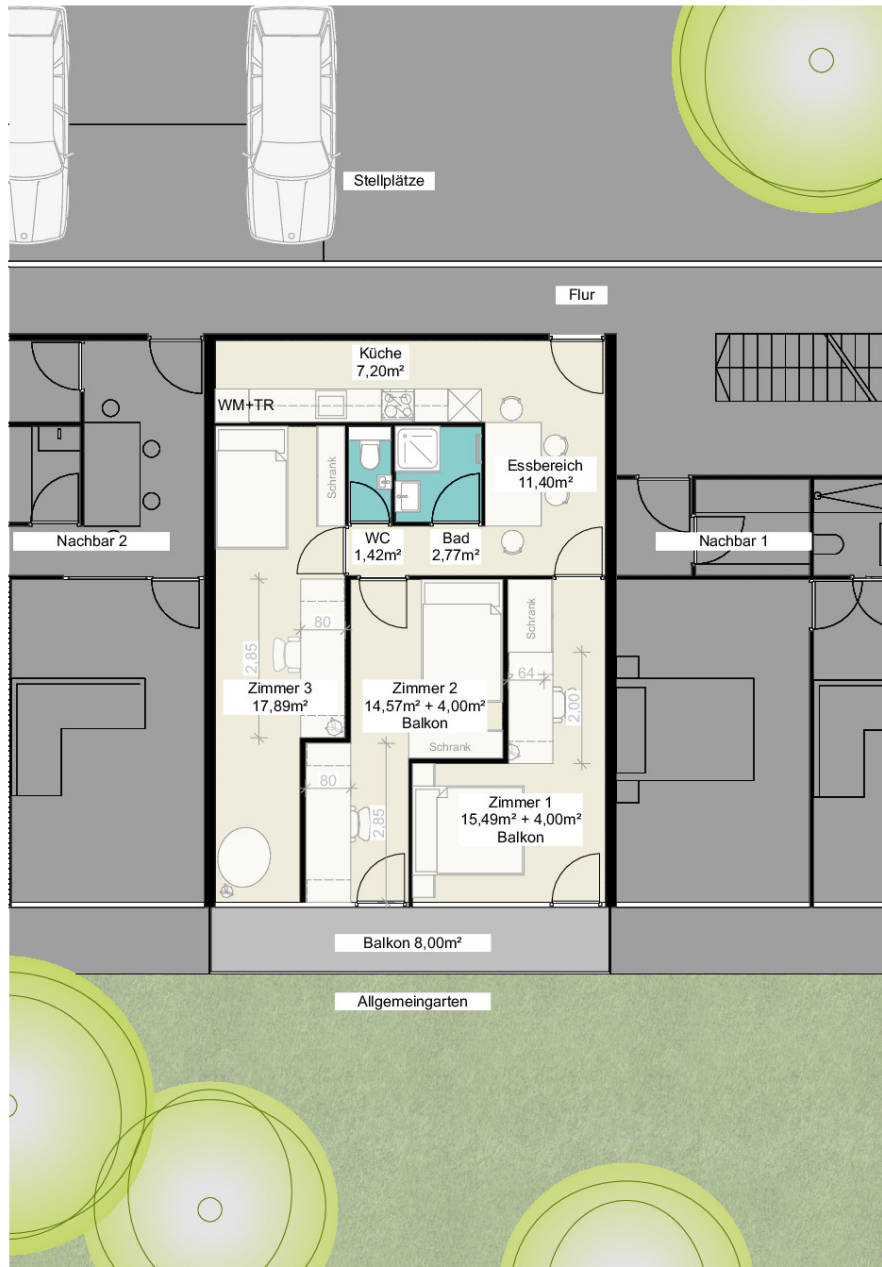 Stellplätze
Flur
Küche
7,20m²
WM+TR
Schrank
Essbereich
11,40m²
WC
1,42m²
Bad
2,77m²
Nachbar 2
Nachbar 1
Schrank
80
2,85
64
2,00
Zimmer 3
17,89m²
Zimmer 2
14,57m² + 4,00m²
Balkon
Schrank
80
2,85
Zimmer 1
15,49m² + 4,00m²
Balkon
Balkon 8,00m²
Allgemeingarten